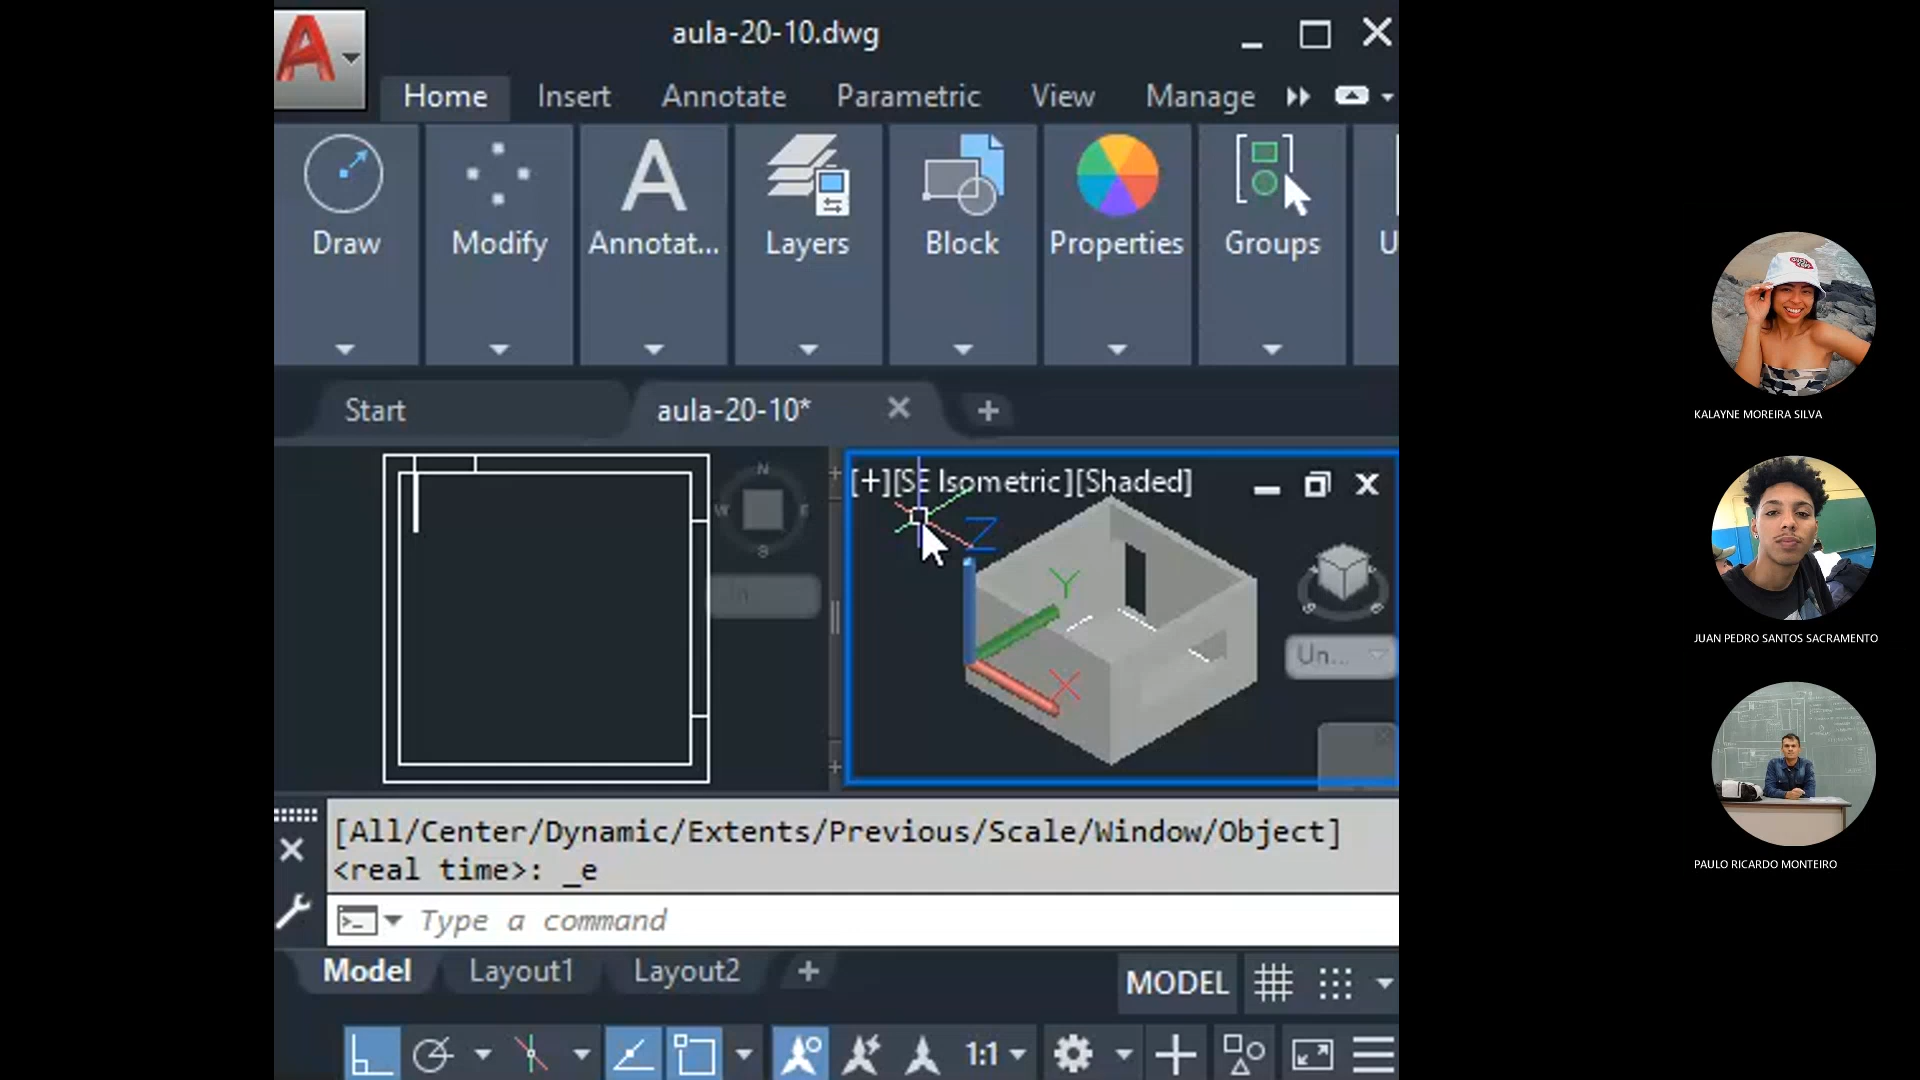 aula-20-10.dwg
Home
Insert
Annotate
Parametric
View
Manage
Draw
Modify
Annotat...
Layers
Block
Properties
Groups
U
Start
aula-20-10*
N
W
E
S
[+][SE Isometric][Shaded]
Z
Y
X
Un...
[All/Center/Dynamic/Extents/Previous/Scale/Window/Object]
<real time>: _e
Type a command
Model
Layout1
Layout2
MODEL
1:1
KALAYNE MOREIRA SILVA
JUAN PEDRO SANTOS SACRAMENTO
PAULO RICARDO MONTEIRO